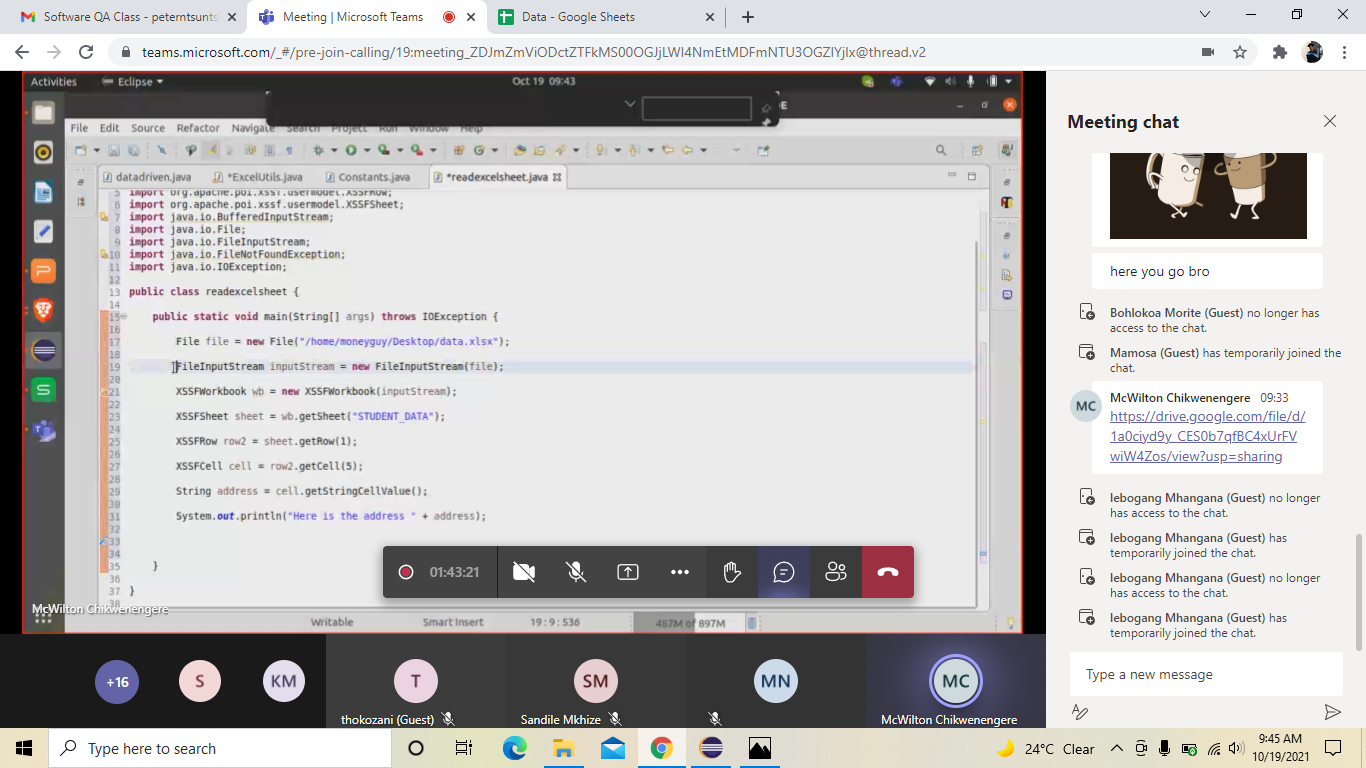 Software QA Class - peterntsunts
Meeting | Microsoft Teams
Data - Google Sheets
teams.microsoft.com/_#/pre-join-calling/19:meeting_ZDJmZmViODctZTFkMS00OGJjLWI4NmEtMDFmNTU3OGZlYjIx@thread.v2
Activities
Eclipse
Oct 19 09:43
File Edit Source Refactor Navigate Search Project Run Window Help
datadriven.java
*ExcelUtils.java
Constants.java
*readexcelsheet.java
5 import org.apache.poi.xssf.usermodel.XSSFRow;
6 import org.apache.poi.xssf.usermodel.XSSFSheet;
7 import java.io.BufferedInputStream;
8 import java.io.File;
9 import java.io.FileInputStream;
10 import java.io.FileNotFoundException;
11 import java.io.IOException;
12
13 public class readexcelsheet {
14
15 public static void main(String[] args) throws IOException {
16
17 File file = new File("/home/moneyguy/Desktop/data.xlsx");
18
19 FileInputStream inputStream = new FileInputStream(file);
20
21 XSSFWorkbook wb = new XSSFWorkbook(inputStream);
22
23 XSSFSheet sheet = wb.getSheet("STUDENT_DATA");
24
25 XSSFRow row2 = sheet.getRow(1);
26
27 XSSFCell cell = row2.getCell(5);
28
29 String address = cell.getStringCellValue();
30
31 System.out.println("Here is the address " + address);
32
33
34
35 }
36
37 }
38
McWilton Chikwenengere
01:43:21
Writable
Smart Insert
19 : 9 : 536
487M of 897M
+16
S
KM
T
thokozani (Guest)
SM
Sandile Mkhize
MN
MC
McWilton Chikwenengere
Meeting chat
here you go bro
Bohlokoa Morite (Guest) no longer has
access to the chat.
Mamosa (Guest) has temporarily joined the
chat.
MC
McWilton Chikwenengere 09:33
https://drive.google.com/file/d/
1a0ciyd9y_CES0b7qfBC4xUrFV
wiW4Zos/view?usp=sharing
lebogang Mhangana (Guest) no longer
has access to the chat.
lebogang Mhangana (Guest) has
temporarily joined the chat.
lebogang Mhangana (Guest) no longer
has access to the chat.
lebogang Mhangana (Guest) has
temporarily joined the chat.
Type a new message
Type here to search
24°C Clear
9:45 AM
10/19/2021